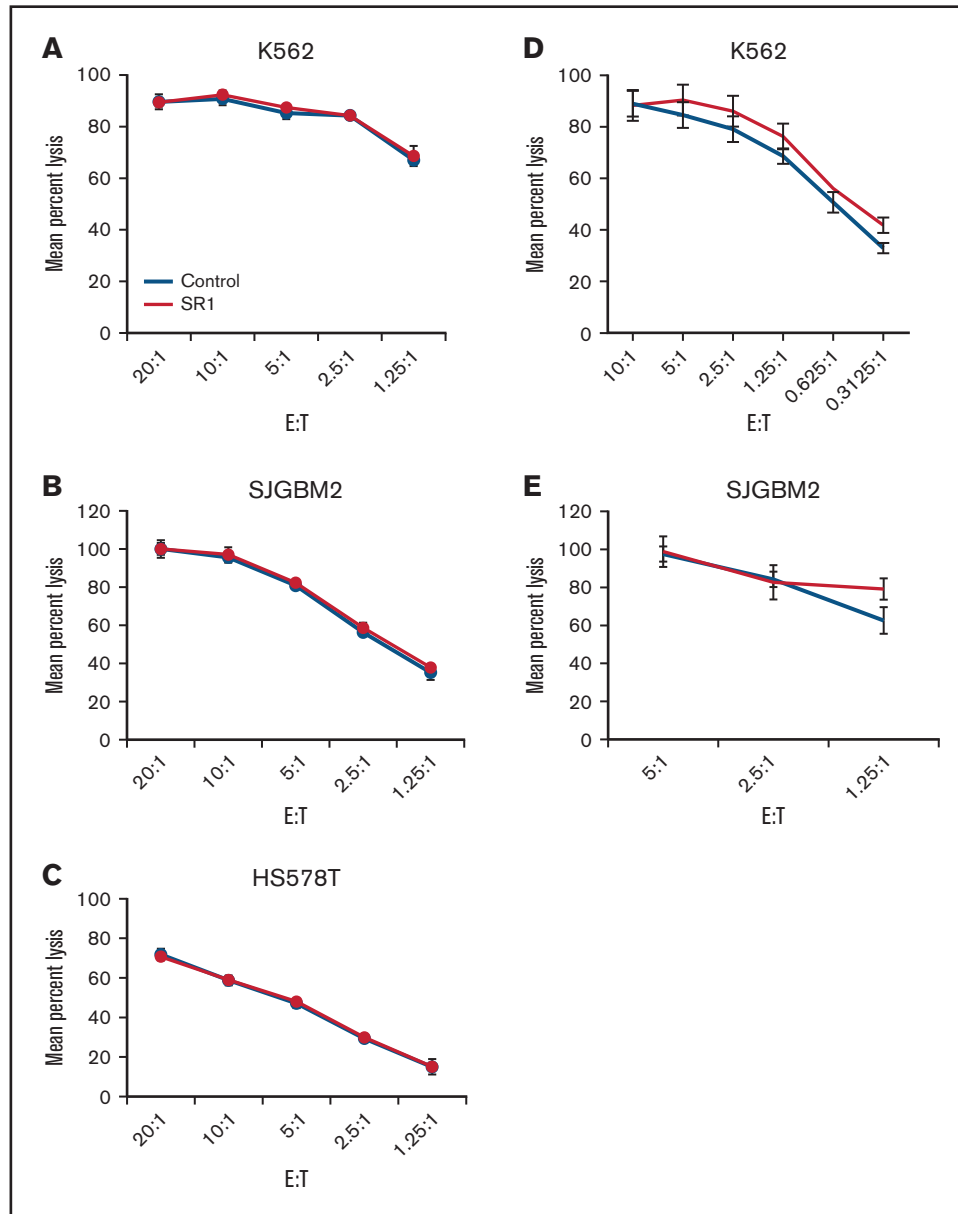 A
K562
100
80
60
40
20
0
Mean percent lysis
Control
SR1
20:1
10:1
5:1
2.5:1
1.25:1
E:T
B
SJGBM2
120
100
80
60
40
20
0
Mean percent lysis
20:1
10:1
5:1
2.5:1
1.25:1
E:T
C
HS578T
100
80
60
40
20
0
Mean percent lysis
20:1
10:1
5:1
2.5:1
1.25:1
E:T
D
K562
100
80
60
40
20
0
Mean percent lysis
10:1
5:1
2.5:1
1.25:1
0.625:1
0.3125:1
E:T
E
SJGBM2
120
100
80
60
40
20
0
Mean percent lysis
5:1
2.5:1
1.25:1
E:T